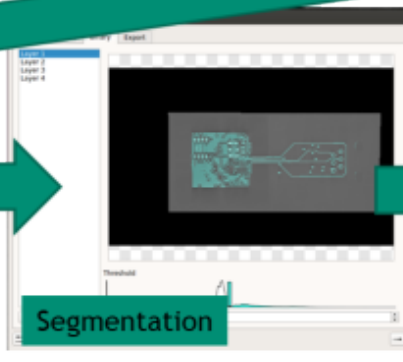 Export
Layer 1
Layer 2
Layer 3
Layer 4
Threshold
Segmentation